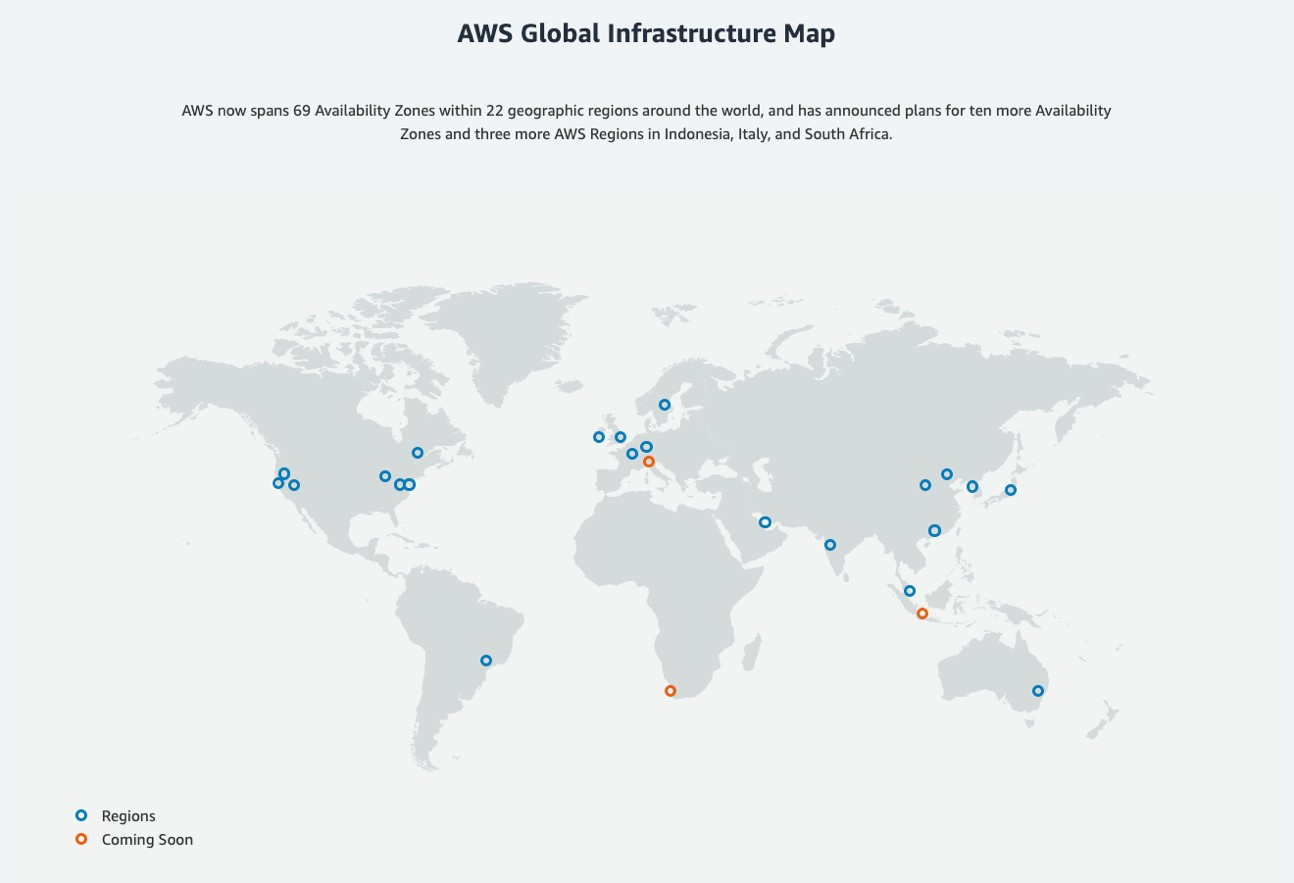 AWS Global Infrastructure Map
AWS now spans 69 Availability Zones within 22 geographic regions around the world, and has announced plans for ten more Availability
Zones and three more AWS Regions in Indonesia, Italy, and South Africa.
Regions
Coming Soon